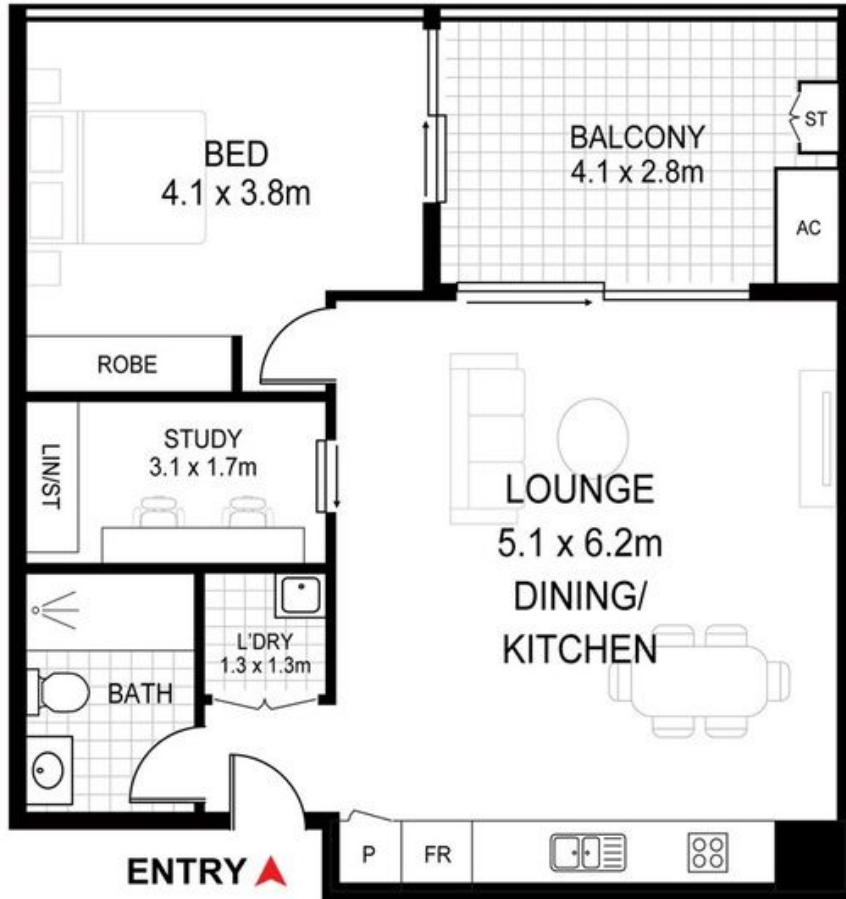 BED
4.1 x 3.8m
BALCONY
4.1 x 2.8m
ST
AC
ROBE
STUDY
3.1 x 1.7m
LIN/ST
LOUNGE
5.1 x 6.2m
DINING/
KITCHEN
L'DRY
1.3 x 1.3m
BATH
P
FR
ENTRY